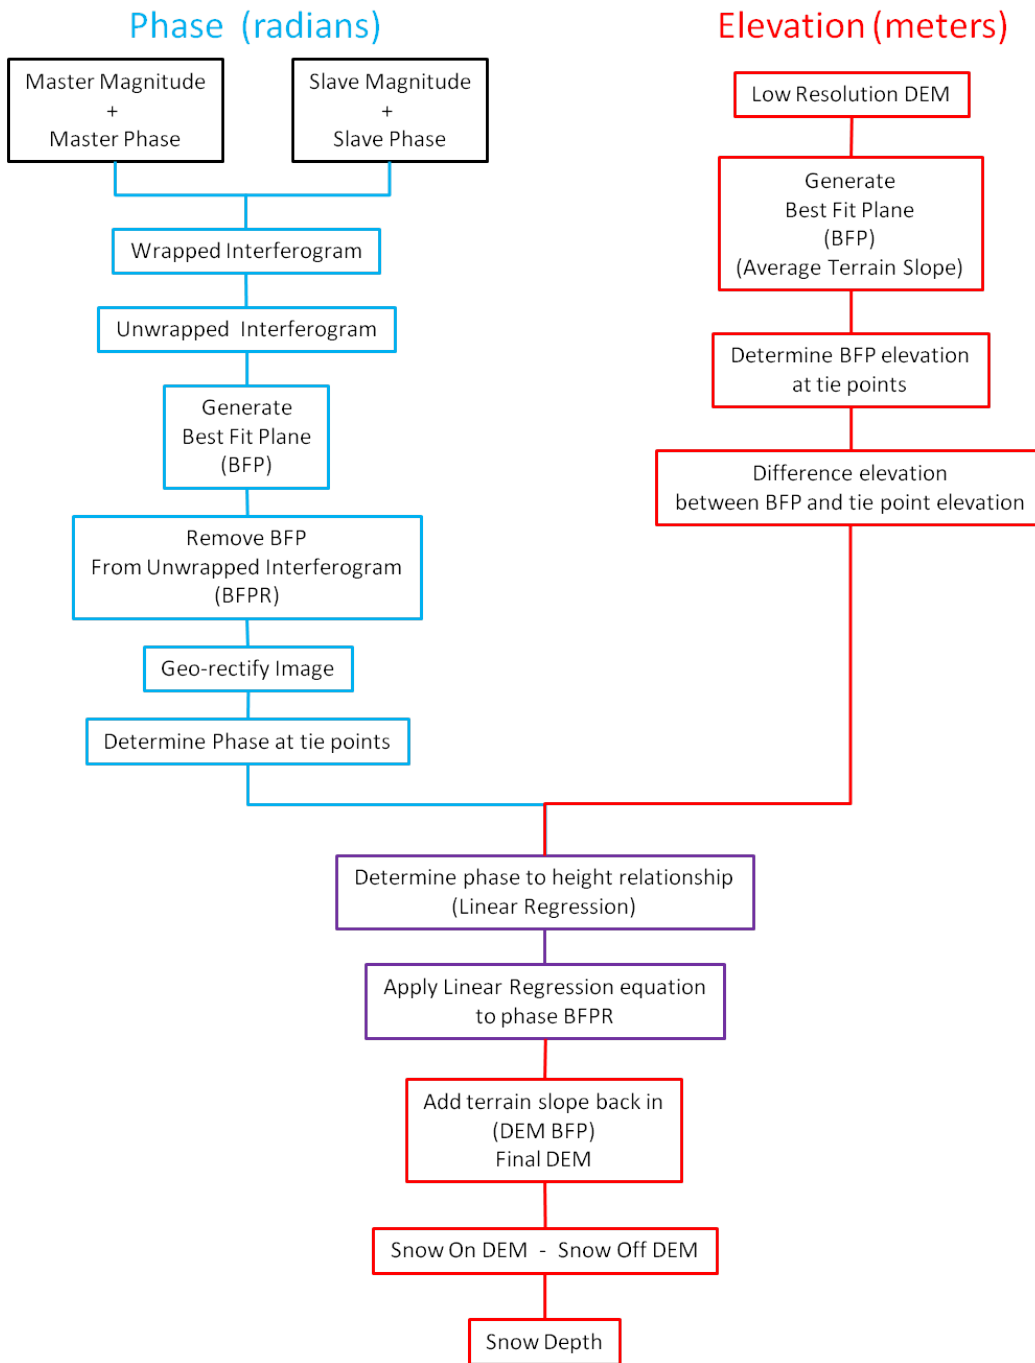 Phase (radians)
Elevation (meters)
Master Magnitude
+
Master Phase
Slave Magnitude
+
Slave Phase
Low Resolution DEM
Generate
Best Fit Plane
(BFP)
(Average Terrain Slope)
Wrapped Interferogram
Unwrapped Interferogram
Determine BFP elevation
at tie points
Generate
Best Fit Plane
(BFP)
Difference elevation
between BFP and tie point elevation
Remove BFP
From Unwrapped Interferogram
(BFPR)
Geo-rectify Image
Determine Phase at tie points
Determine phase to height relationship
(Linear Regression)
Apply Linear Regression equation
to phase BFPR
Add terrain slope back in
(DEM BFP)
Final DEM
Snow On DEM - Snow Off DEM
Snow Depth